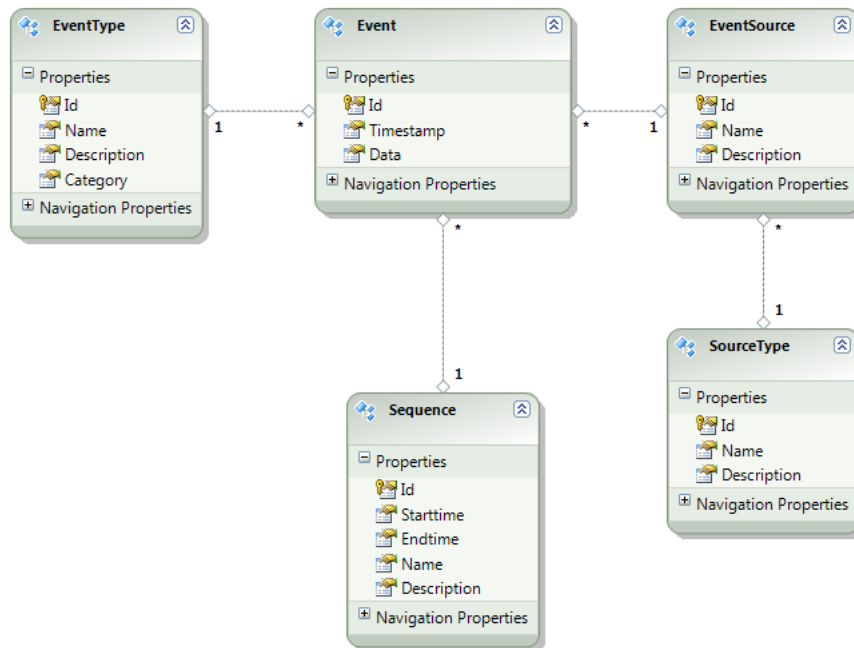 EventType
Properties
Id
Name
Description
Category
Navigation Properties
1
*
Event
Properties
Id
Timestamp
Data
Navigation Properties
*
1
EventSource
Properties
Id
Name
Description
Navigation Properties
*
1
*
1
Sequence
Properties
Id
Starttime
Endtime
Name
Description
Navigation Properties
SourceType
Properties
Id
Name
Description
Navigation Properties